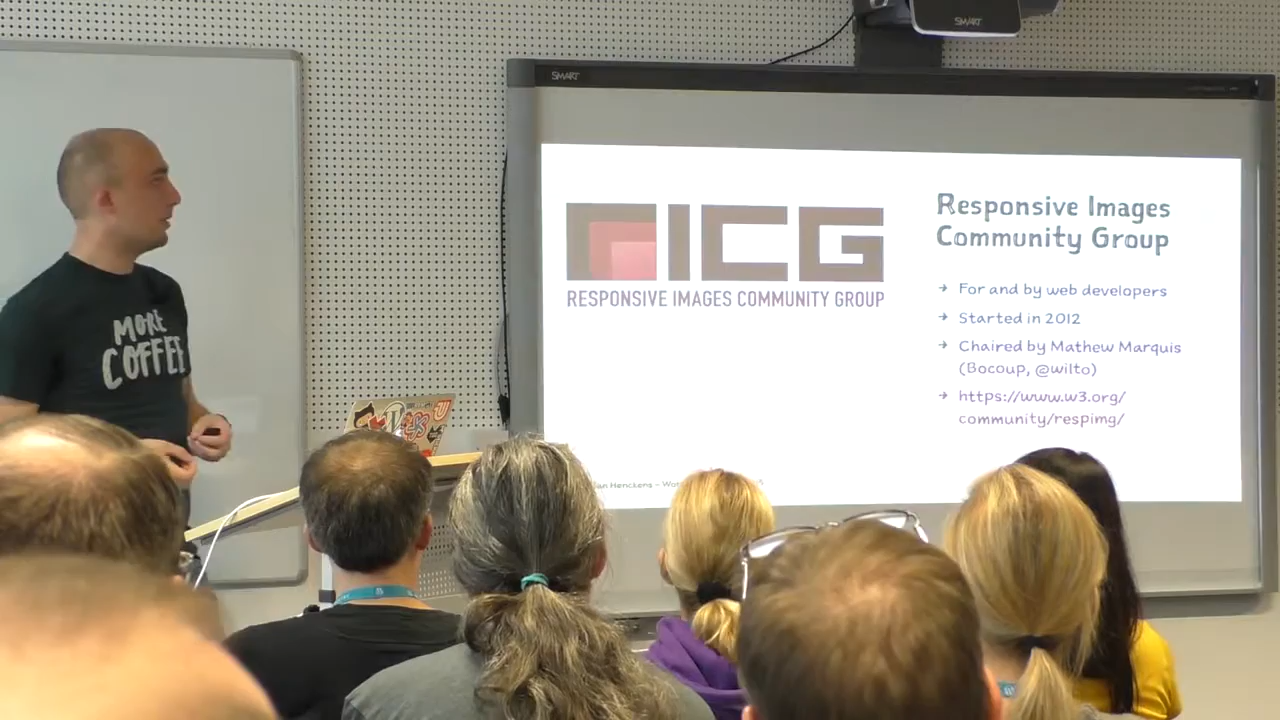 SMART
SMART
MORE
COFFEE
RICG
RESPONSIVE IMAGES COMMUNITY GROUP
Responsive Images
Community Group
→ For and by web developers
→ Started in 2012
→ Chaired by Mathew Marquis
(Bocoup, @wilto)
→ https://www.w3.org/
community/respimg/
Henckens –